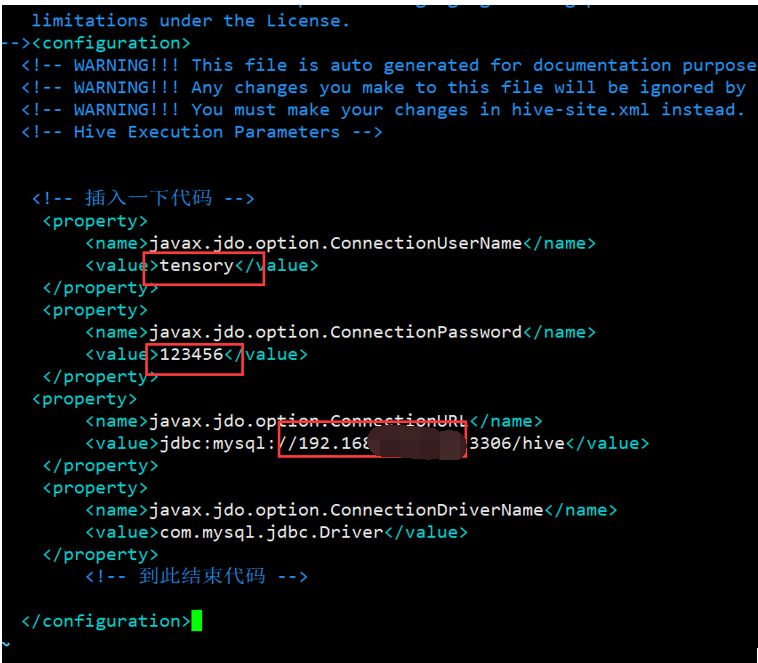 limitations under the License.
--><configuration>
<!-- WARNING!!! This file is auto generated for documentation purpose
<!-- WARNING!!! Any changes you make to this file will be ignored by
<!-- WARNING!!! You must make your changes in hive-site.xml instead.
<!-- Hive Execution Parameters -->
<!-- 插入一下代码 -->
<property>
<name>javax.jdo.option.ConnectionUserName</name>
<value>tensory</value>
</property>
<property>
<name>javax.jdo.option.ConnectionPassword</name>
<value>123456</value>
</property>
<property>
<name>javax.jdo.option.ConnectionURL</name>
<value>jdbc:mysql://192.168 3306/hive</value>
</property>
<property>
<name>javax.jdo.option.ConnectionDriverName</name>
<value>com.mysql.jdbc.Driver</value>
</property>
<!-- 到此结束代码 -->
</configuration>
~